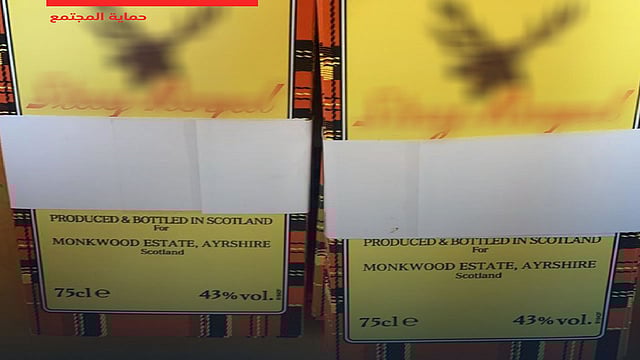 حماية المجتمع
PRODUCED & BOTTLED IN SCOTLAND
For
MONKWOOD ESTATE, AYRSHIRE
Scotland
75cl e 43% vol.
PRODUCED & BOTTLED IN SCOTLAND
For
MONKWOOD ESTATE, AYRSHIRE
Scotland
75cl e 43% vol.